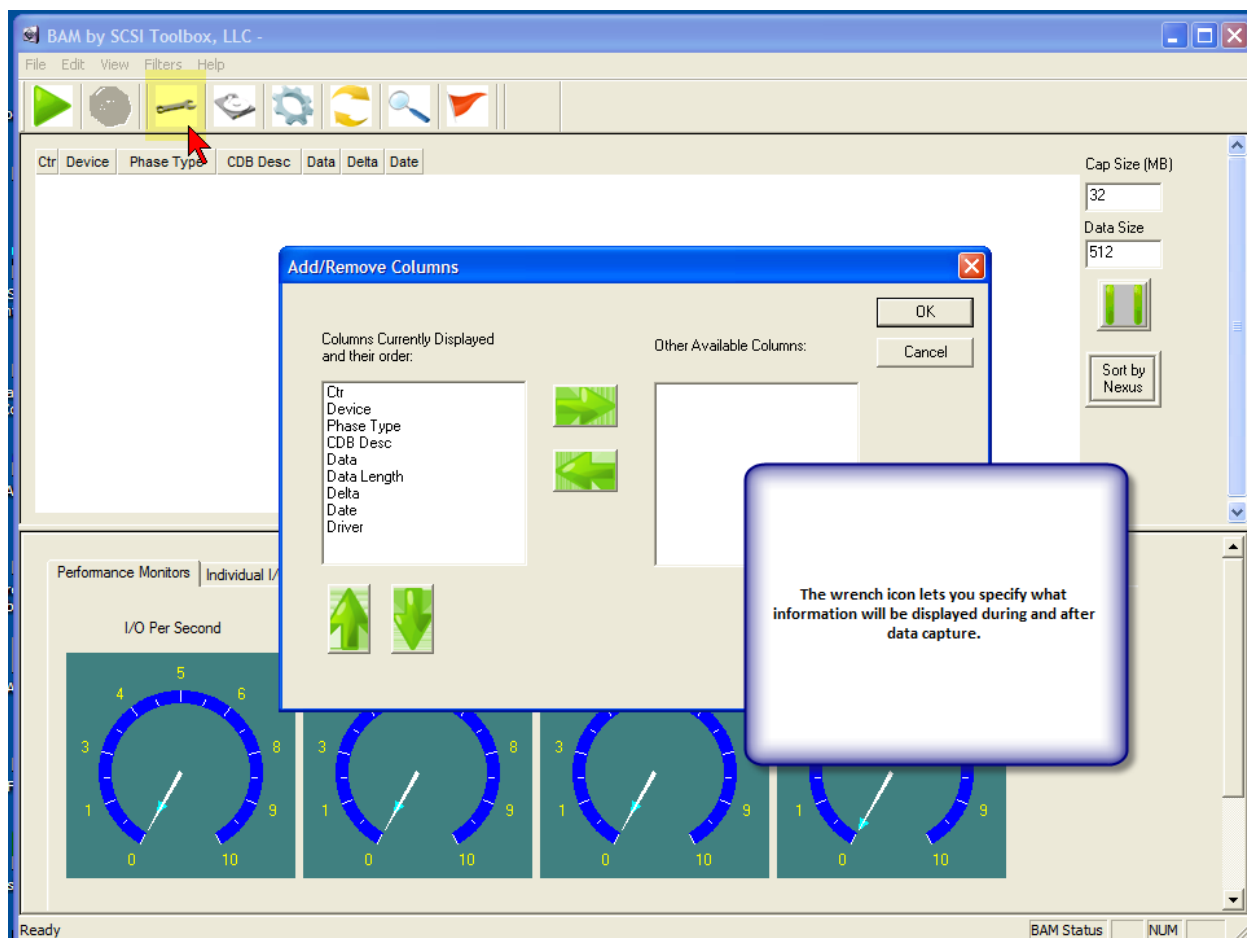 BAM by SCSI Toolbox, LLC -
File Edit View Filters Help
Ctr Device Phase Type CDB Desc Data Delta Date
Cap Size (MB)
32
Data Size
512
Sort by
Nexus
Add/Remove Columns
OK
Cancel
Columns Currently Displayed
and their order:
Other Available Columns:
Ctr
Device
Phase Type
CDB Desc
Data
Data Length
Delta
Date
Driver
The wrench icon lets you specify what
information will be displayed during and after
data capture.
Performance Monitors Individual I/
I/O Per Second
0 1 3 4 5 6 8 9 10
0 1 3 8 9 10
0 1 3 8 9 10
0 1 9 10
Ready
BAM Status NUM